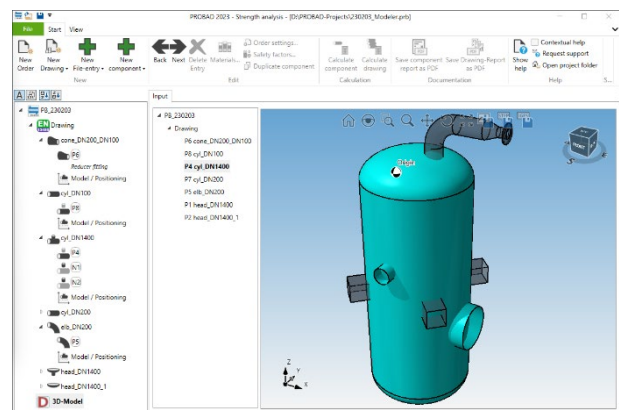 PROBAD 2023 - Strength analysis - [D:\PROBAD-Projects\230203_Modeler.prb]
File Start View
New Order
New Drawing
New File-entry
New component
New
Back Next Delete Entry Materials...
Order settings...
Safety factors...
Duplicate component
Edit
Calculate component
Calculate drawing
Calculation
Save component report as PDF
Save Drawing-Report as PDF
Documentation
Show help
Contextual help
Request support
Open project folder
Help
S...
Input
PB_230203
EN Drawing
cone_DN200_DN100
P6
Reducer fitting
Model / Positioning
cyl_DN100
P8
Model / Positioning
cyl_DN1400
P4
N1
N2
Model / Positioning
cyl_DN200
elb_DN200
P5
Model / Positioning
head_DN1400
head_DN1400_1
D 3D-Model
PB_230203
Drawing
P6 cone_DN200_DN100
P8 cyl_DN100
P4 cyl_DN1400
P7 cyl_DN200
P5 elb_DN200
P1 head_DN1400
P2 head_DN1400_1
Origin
FRONT
S
Z
Y
X